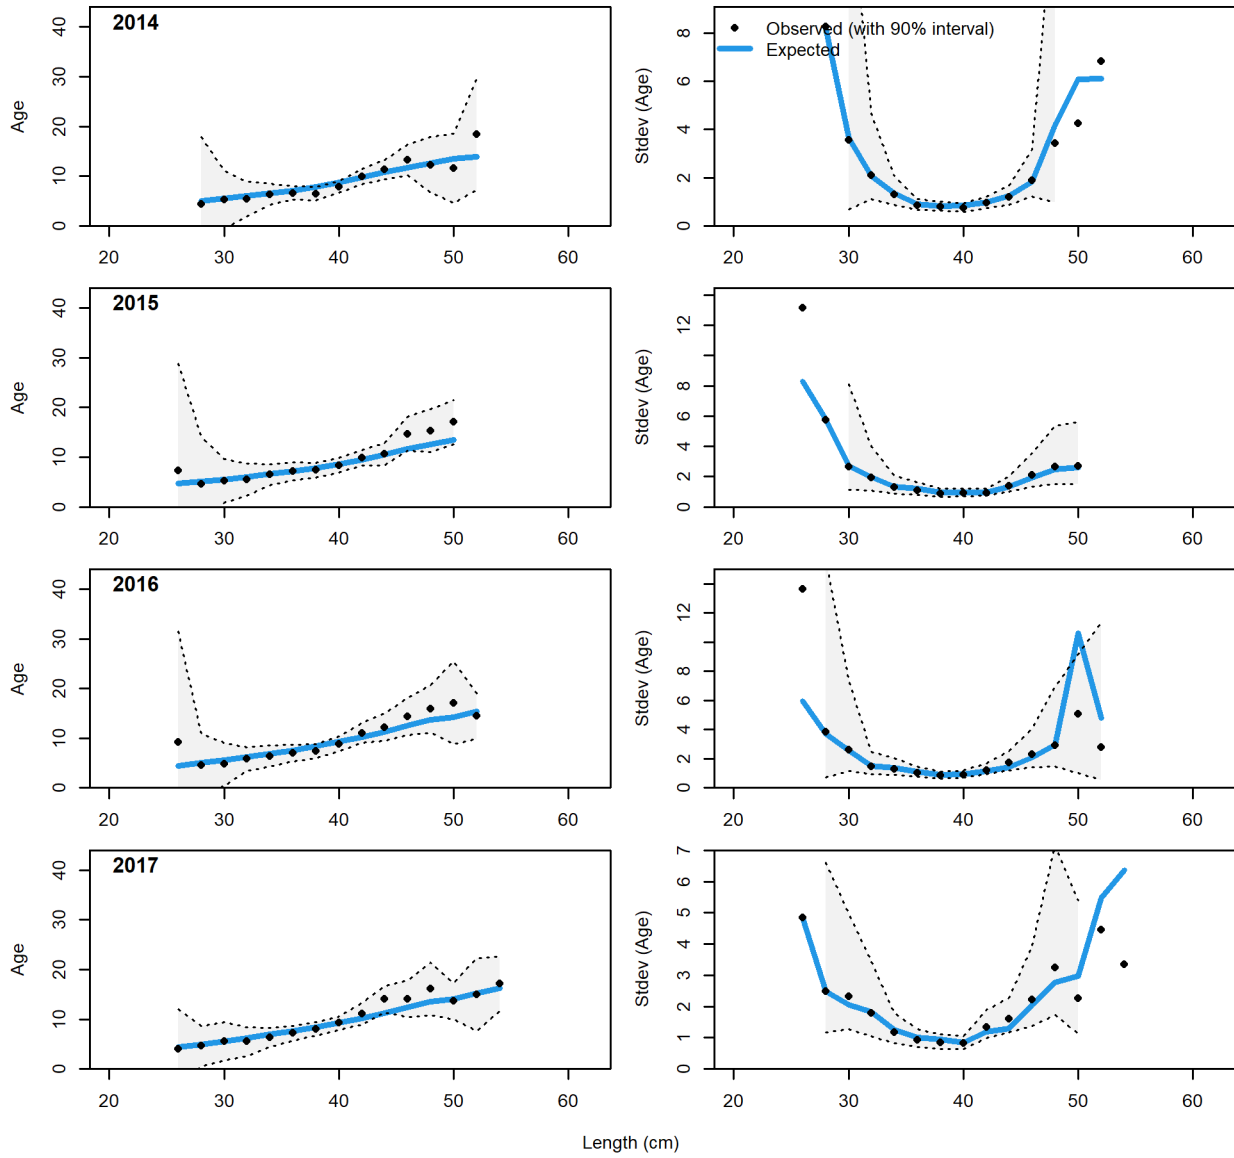 2014
Age
0 10 20 30 40
20 30 40 50 60
Observed (with 90% interval)
Expected
Stdev (Age)
0 2 4 6 8
20 30 40 50 60
2015
Age
0 10 20 30 40
20 30 40 50 60
Stdev (Age)
0 2 4 6 8 12
20 30 40 50 60
2016
Age
0 10 20 30 40
20 30 40 50 60
Stdev (Age)
0 2 4 6 8 12
20 30 40 50 60
2017
Age
0 10 20 30 40
20 30 40 50 60
Stdev (Age)
0 1 2 3 4 5 6 7
20 30 40 50 60
Length (cm)